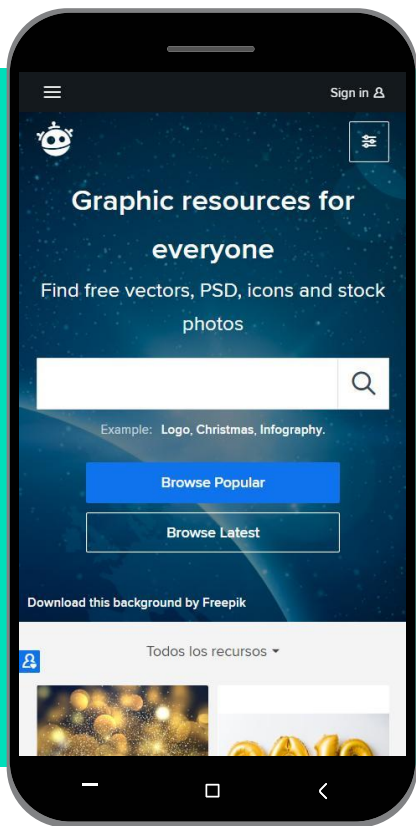 Sign in
Graphic resources for
everyone
Find free vectors, PSD, icons and stock
photos
Example: Logo, Christmas, Infography.
Browse Popular
Browse Latest
Download this background by Freepik
Todos los recursos
2019